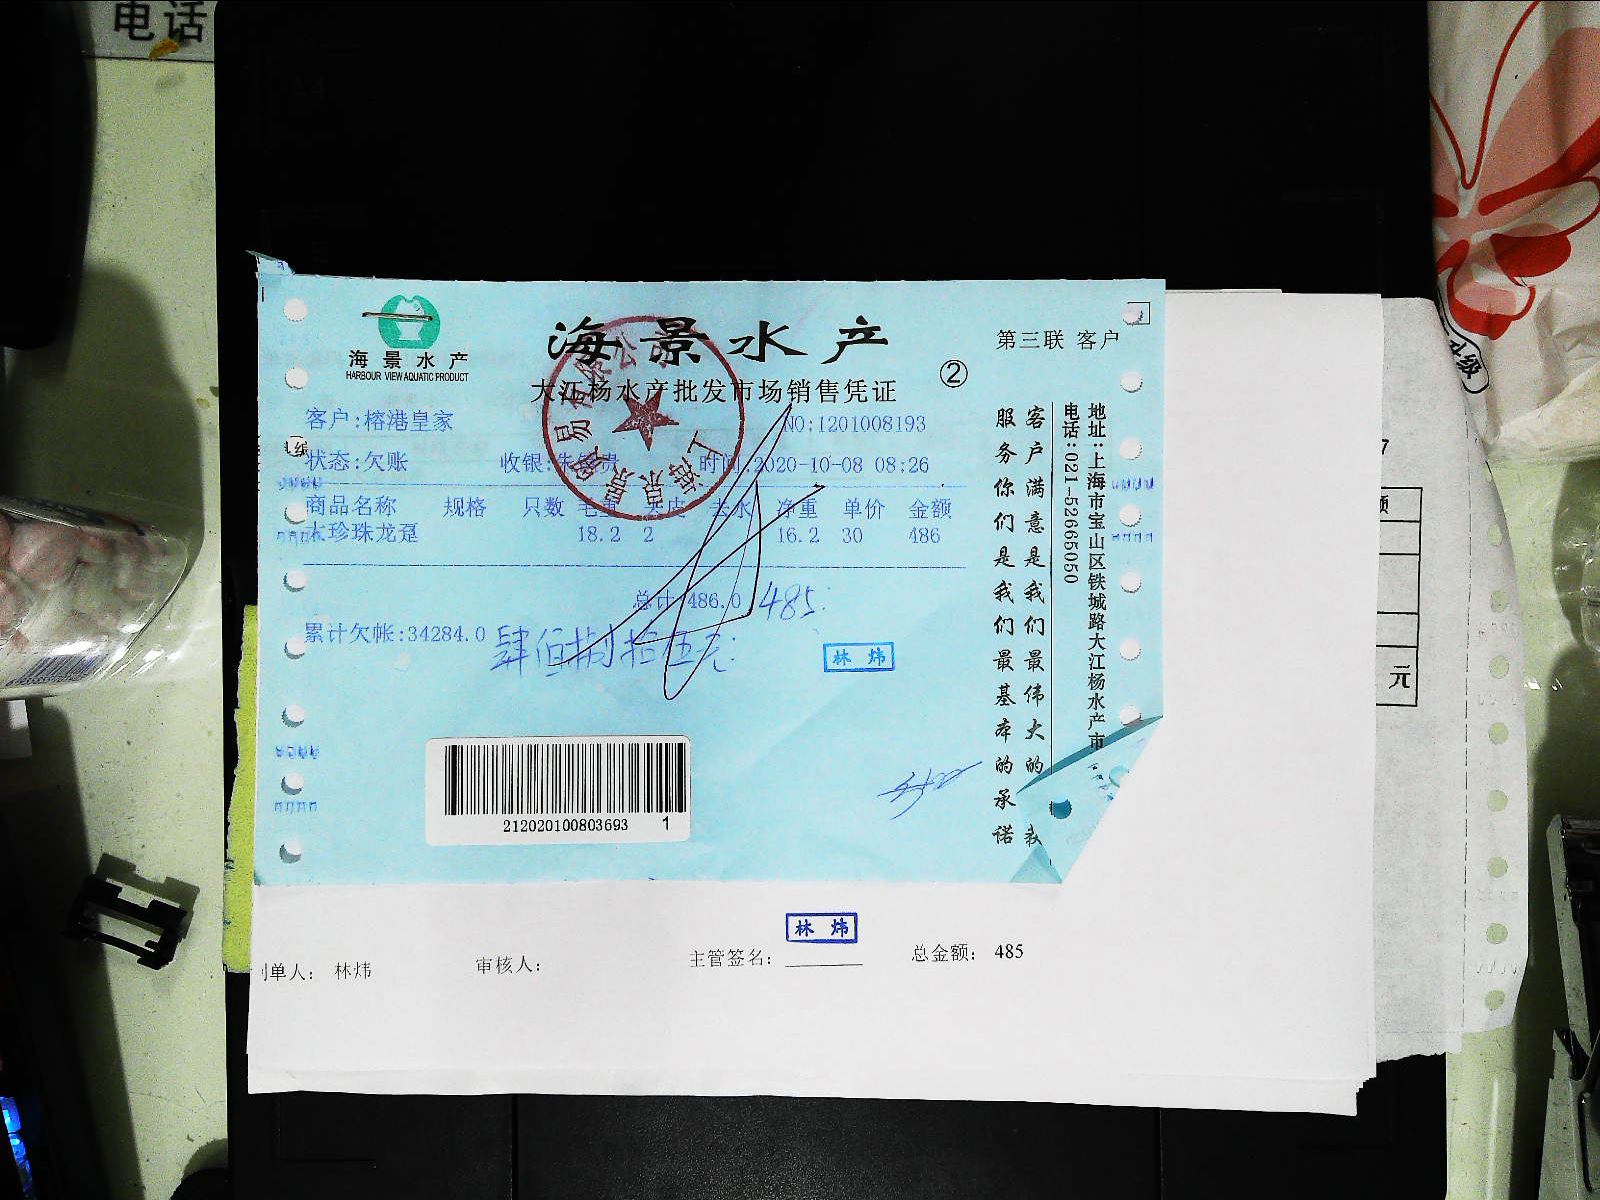 电话
海景水产
HARBOUR VIEW AQUATIC PRODUCT
海景水产
大江杨水产批发市场销售凭证
②
第三联 客户
客户:榕港皇家
NO:1201008193
状态:欠账 收银: 时间:2020-10-08 08:26
商品名称 规格 只数 毛重 头皮 去水 净重 单价 金额
水珍珠龙趸 18.2 2 16.2 30 486
总计 486.0 485
累计欠帐:34284.0
肆佰捌拾伍元
林炜
212020100803693 1
客户满意是我们最伟大的
服务你们是我们最基本的承诺
地址:上海市宝山区铁城路大江杨水产市
电话:021-52665050
林炜
制单人: 林炜 审核人: 主管签名: 总金额: 485
元